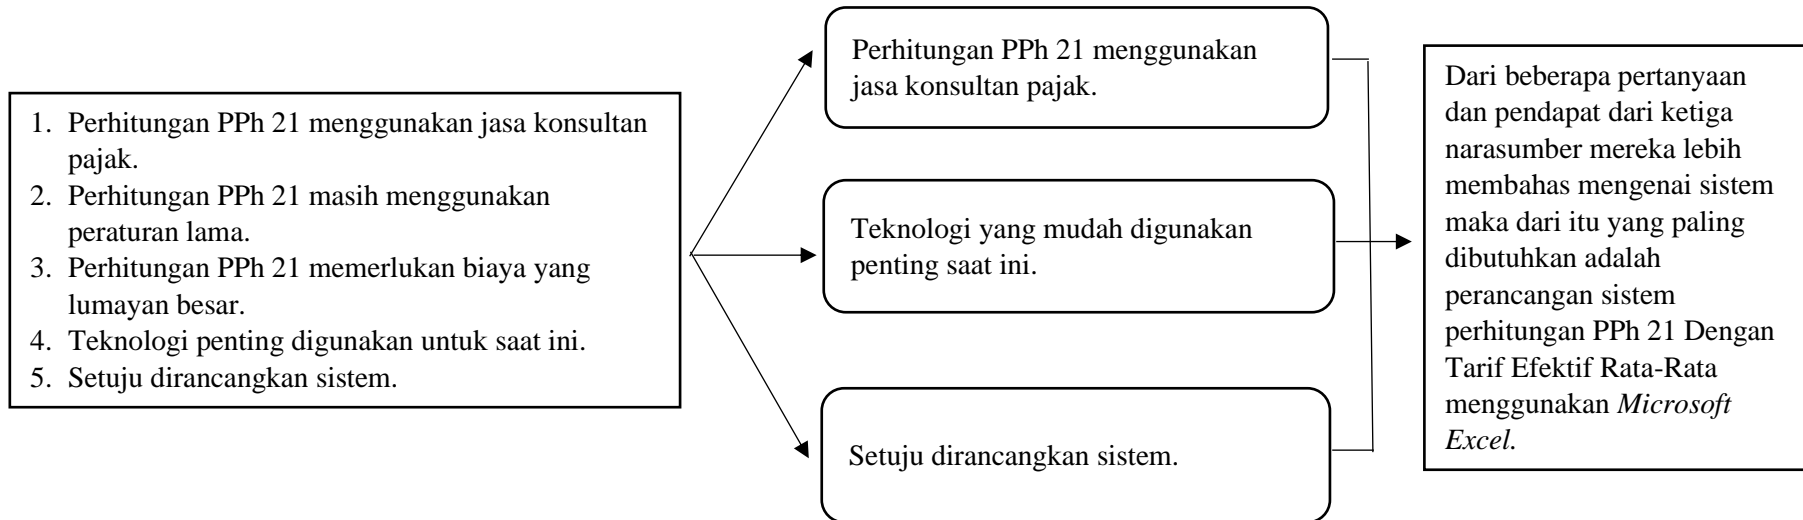 1. Perhitungan PPh 21 menggunakan jasa konsultan
pajak.
2. Perhitungan PPh 21 masih menggunakan
peraturan lama.
3. Perhitungan PPh 21 memerlukan biaya yang
lumayan besar.
4. Teknologi penting digunakan untuk saat ini.
5. Setuju dirancangkan sistem.
Perhitungan PPh 21 menggunakan
jasa konsultan pajak.
Teknologi yang mudah digunakan
penting saat ini.
Setuju dirancangkan sistem.
Dari beberapa pertanyaan
dan pendapat dari ketiga
narasumber mereka lebih
membahas mengenai sistem
maka dari itu yang paling
dibutuhkan adalah
perancangan sistem
perhitungan PPh 21 Dengan
Tarif Efektif Rata-Rata
menggunakan Microsoft
Excel.